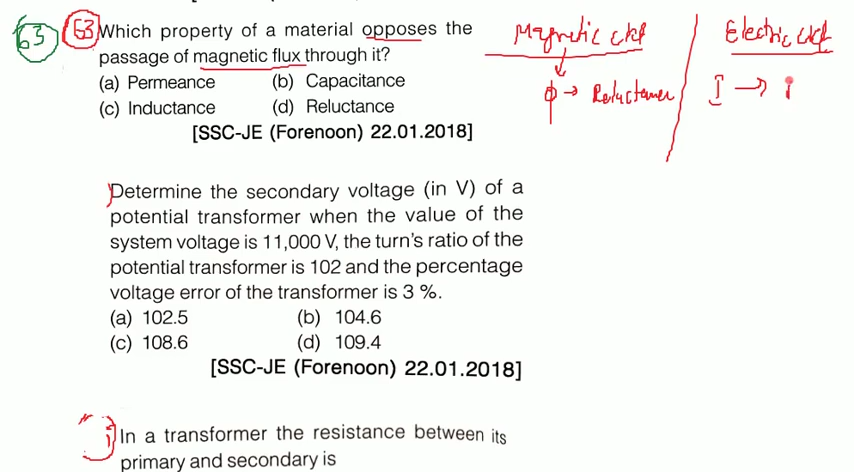 63
63 Which property of a material opposes the
passage of magnetic flux through it?
(a) Permeance (b) Capacitance
(c) Inductance (d) Reluctance
[SSC-JE (Forenoon) 22.01.2018]
Magnetic ckt
ϕ → Reluctance
Electric ckt
I →
Determine the secondary voltage (in V) of a
potential transformer when the value of the
system voltage is 11,000 V, the turn's ratio of the
potential transformer is 102 and the percentage
voltage error of the transformer is 3 %.
(a) 102.5 (b) 104.6
(c) 108.6 (d) 109.4
[SSC-JE (Forenoon) 22.01.2018]
In a transformer the resistance between its
primary and secondary is